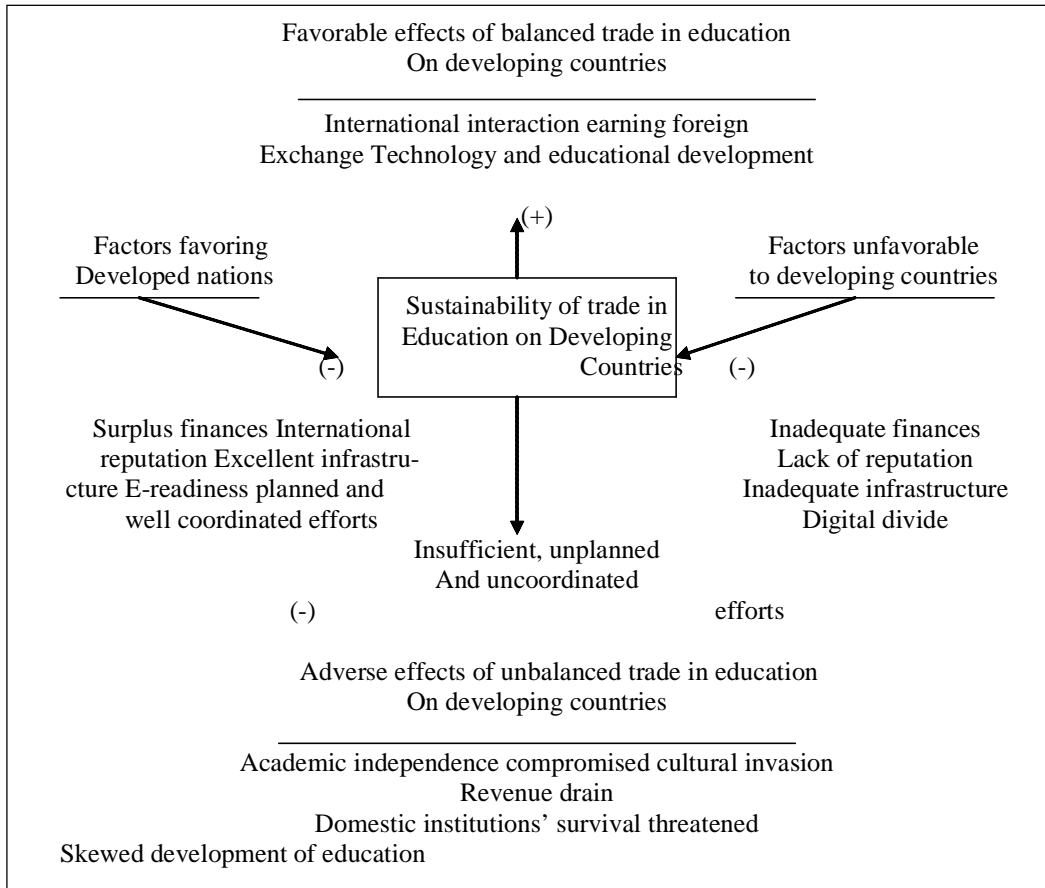 Favorable effects of balanced trade in education
On developing countries
International interaction earning foreign
Exchange Technology and educational development
(+)
Factors favoring
Developed nations
Factors unfavorable
to developing countries
Sustainability of trade in
Education on Developing
Countries
(-)
(-)
Surplus finances International
reputation Excellent infrastru-
cture E-readiness planned and
well coordinated efforts
Inadequate finances
Lack of reputation
Inadequate infrastructure
Digital divide
Insufficient, unplanned
And uncoordinated
(-) efforts
Adverse effects of unbalanced trade in education
On developing countries
Academic independence compromised cultural invasion
Revenue drain
Domestic institutions’ survival threatened
Skewed development of education